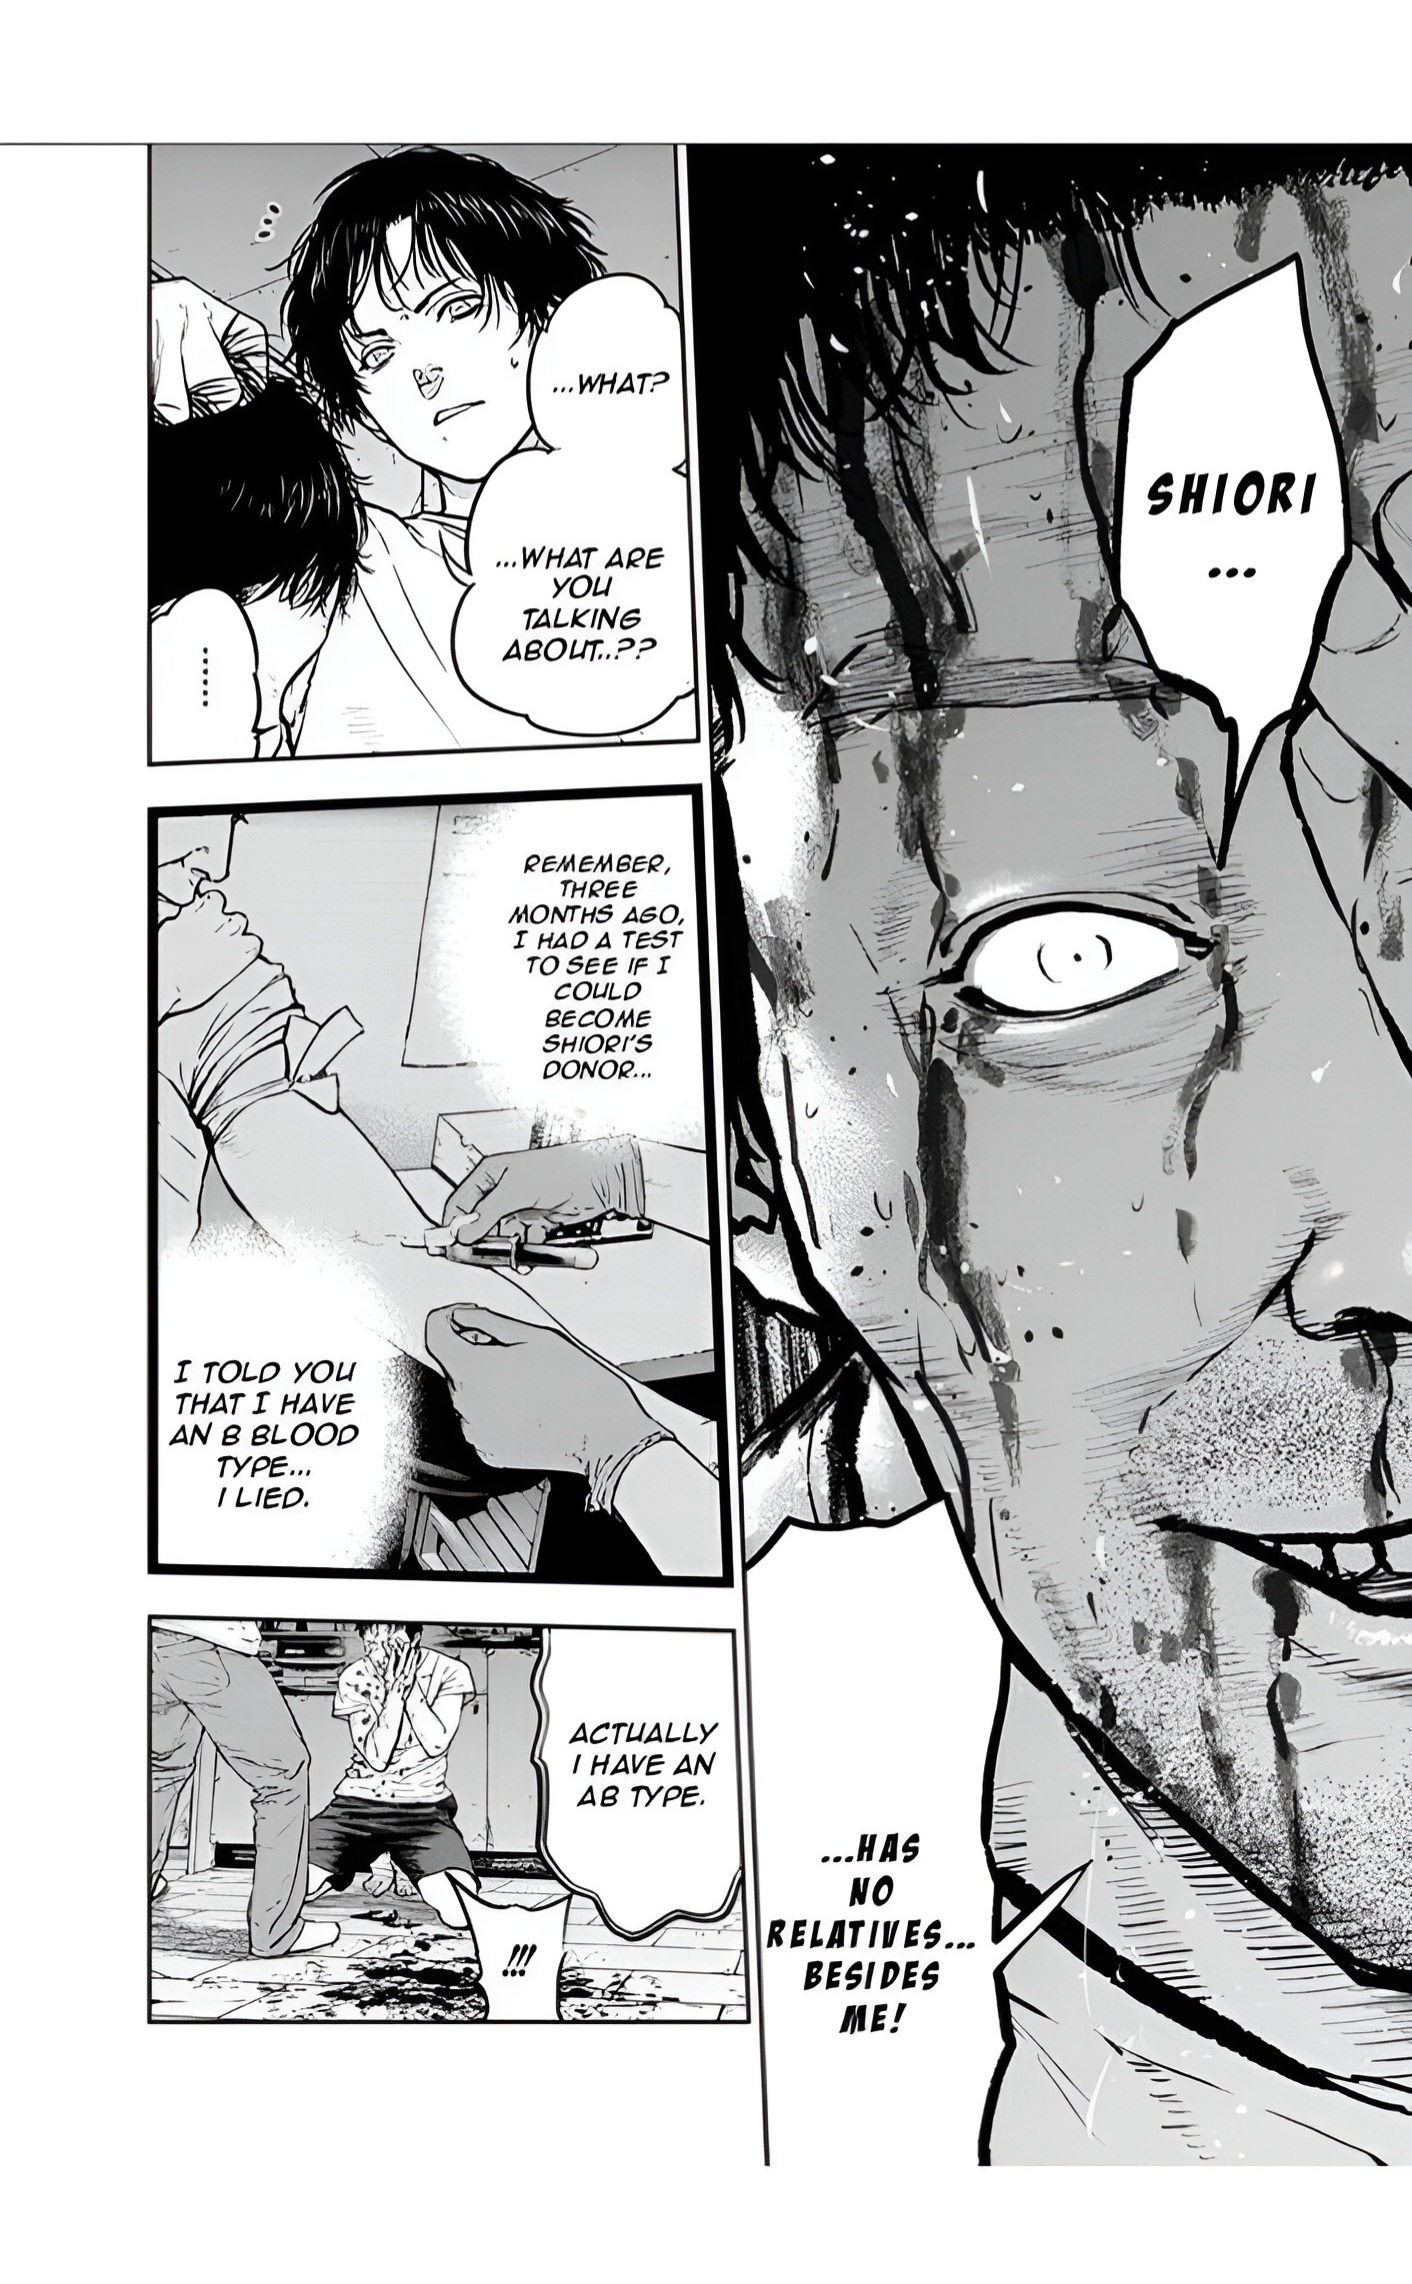 SHIORI
...
...HAS
NO
RELATIVES...
BESIDES
ME!
...WHAT?
...WHAT ARE
YOU
TALKING
ABOUT..??
.......
REMEMBER,
THREE
MONTHS AGO,
I HAD A TEST
TO SEE IF I
COULD
BECOME
SHIORI'S
DONOR...
I TOLD YOU
THAT I HAVE
AN B BLOOD
TYPE...
I LIED.
ACTUALLY
I HAVE AN
AB TYPE.
!!!